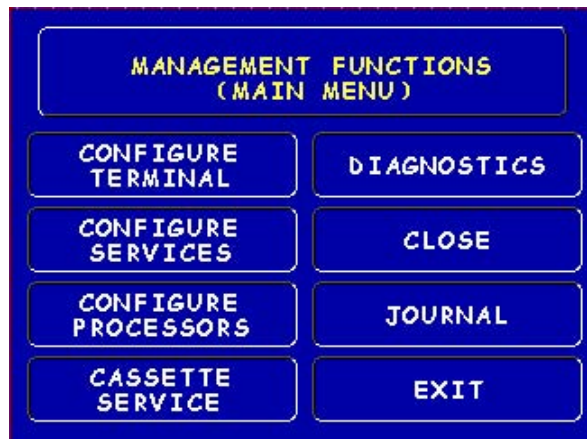 MANAGEMENT FUNCTIONS
(MAIN MENU)
CONFIGURE
TERMINAL
DIAGNOSTICS
CONFIGURE
SERVICES
CLOSE
CONFIGURE
PROCESSORS
JOURNAL
CASSETTE
SERVICE
EXIT